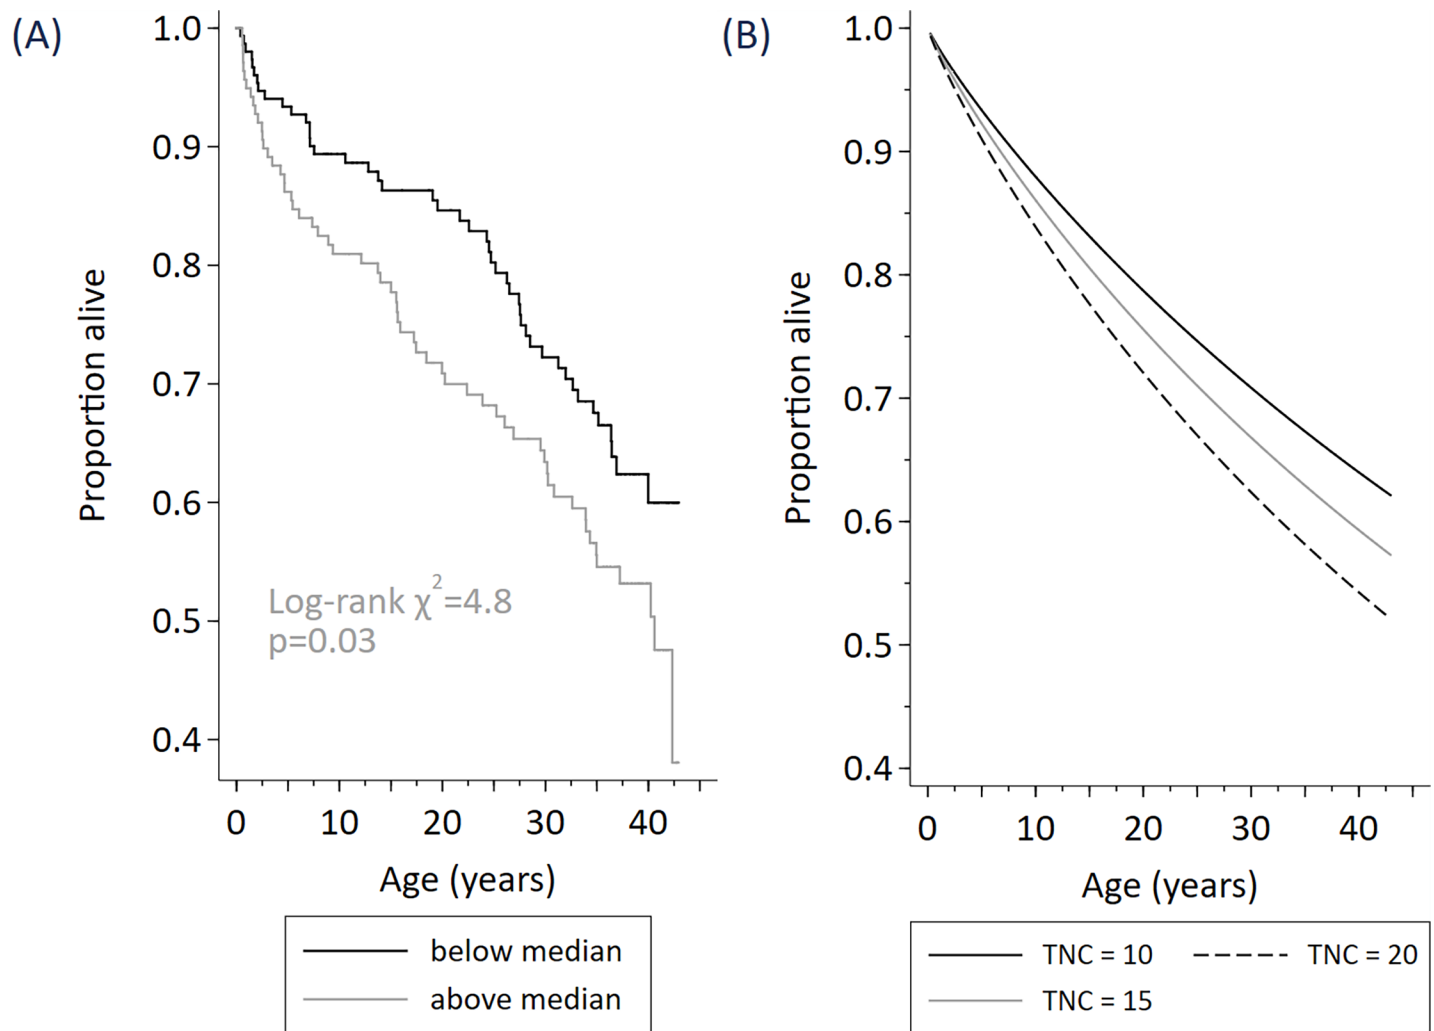 (A)
1.0
0.9
0.8
0.7
0.6
0.5
0.4
Proportion alive
Log-rank χ²=4.8
p=0.03
0 10 20 30 40
Age (years)
below median
above median
(B)
1.0
0.9
0.8
0.7
0.6
0.5
0.4
Proportion alive
0 10 20 30 40
Age (years)
TNC = 10 TNC = 20
TNC = 15